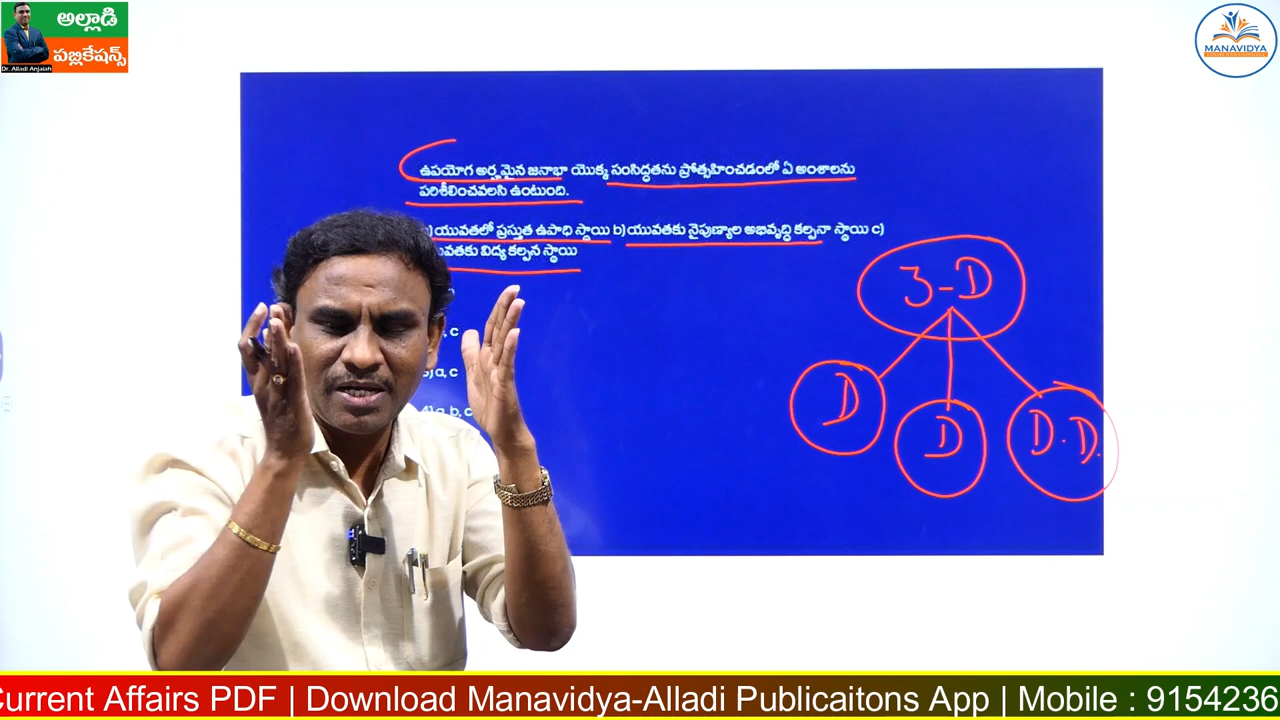 అల్లాడి
పబ్లికేషన్స్
Dr. Alladi Anjaiah
MANAVIDYA
ఉపయోగ అర్హమైన జనాభా యొక్క సంసిద్ధతను ప్రోత్సహించడంలో ఏ అంశాలను
పరిశీలించవలసి ఉంటుంది.
యువతలో ప్రస్తుత ఉపాధి స్థాయి b) యువతకు నైపుణ్యాల అభివృద్ధి కల్పనా స్థాయి c)
విద్య కల్పన స్థాయి
3-D
D
D
D.D.
c
a, c
4) a, b, c
Current Affairs PDF | Download Manavidya-Alladi Publicaitons App | Mobile : 9154236